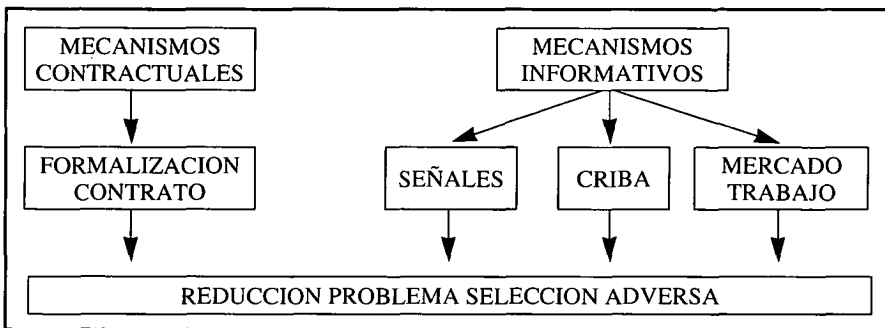 MECANISMOS
CONTRACTUALES
MECANISMOS
INFORMATIVOS
FORMALIZACION
CONTRATO
SEÑALES
CRIBA
MERCADO
TRABAJO
REDUCCION PROBLEMA SELECCION ADVERSA